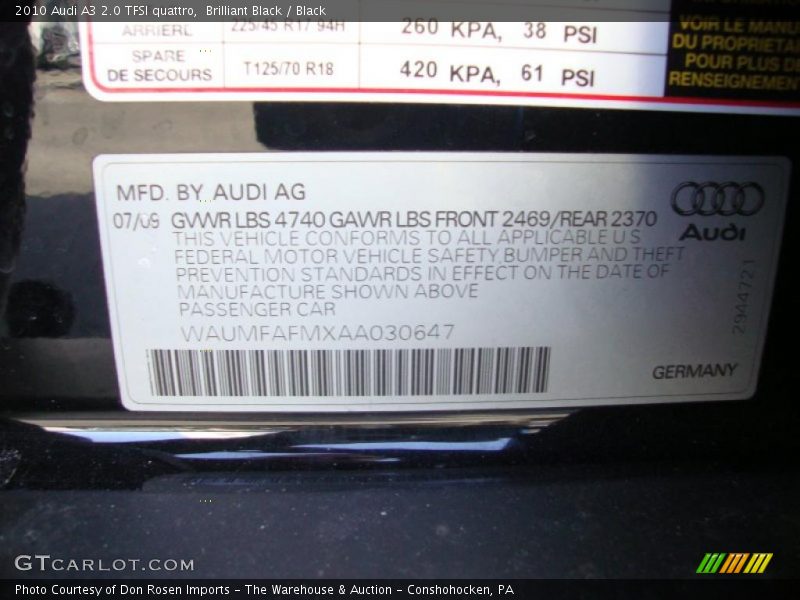 2010 Audi A3 2.0 TFSI quattro, Brilliant Black / Black
ARRIERE 225/45 R17 94H 260 KPA, 38 PSI
SPARE
DE SECOURS T125/70 R18 420 KPA, 61 PSI
VOIR LE MANUEL
DU PROPRIETAIRE
POUR PLUS DE
RENSEIGNEMENTS
MFD. BY AUDI AG
07/09 GVWR LBS 4740 GAWR LBS FRONT 2469/REAR 2370
THIS VEHICLE CONFORMS TO ALL APPLICABLE U S
FEDERAL MOTOR VEHICLE SAFETY,BUMPER AND THEFT
PREVENTION STANDARDS IN EFFECT ON THE DATE OF
MANUFACTURE SHOWN ABOVE
PASSENGER CAR
WAUMFAFMXAA030647
Audi
2944721
GERMANY
GTCARLOT.COM
Photo Courtesy of Don Rosen Imports – The Warehouse & Auction – Conshohocken, PA